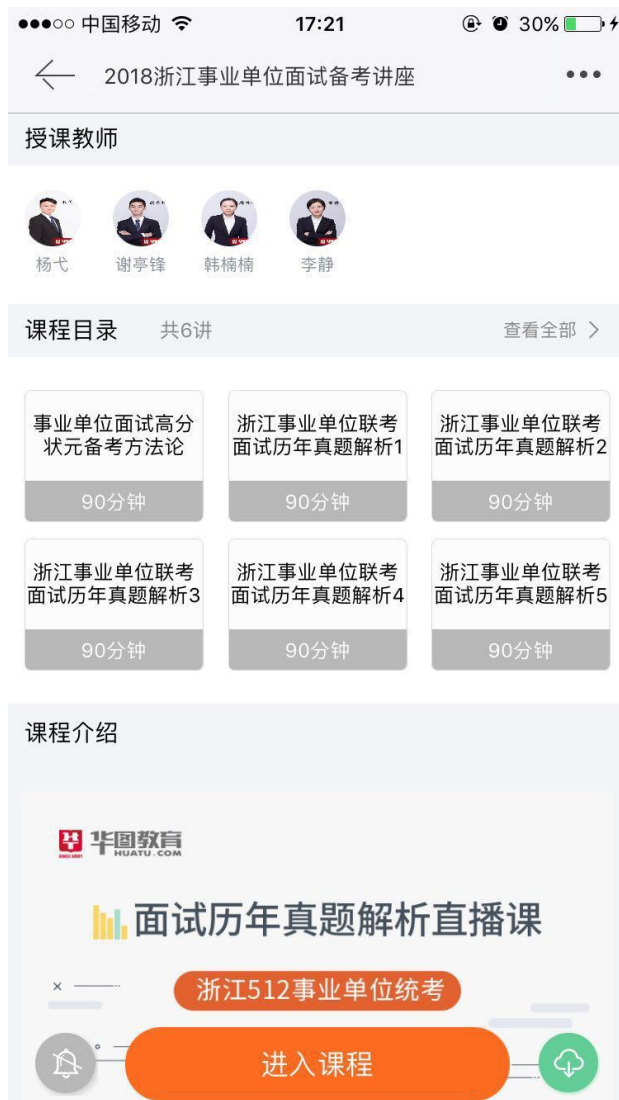 中国移动 17:21 30%
2018浙江事业单位面试备考讲座
授课教师
杨弋 谢亭锋 韩楠楠 李静
课程目录 共6讲 查看全部
事业单位面试高分
状元备考方法论
90分钟
浙江事业单位联考
面试历年真题解析1
90分钟
浙江事业单位联考
面试历年真题解析2
90分钟
浙江事业单位联考
面试历年真题解析3
90分钟
浙江事业单位联考
面试历年真题解析4
90分钟
浙江事业单位联考
面试历年真题解析5
90分钟
课程介绍
华图教育
HUATU.COM
面试历年真题解析直播课
浙江512事业单位统考
进入课程